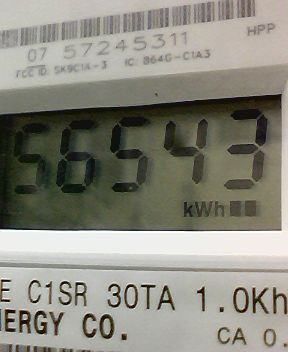 HPP
07 57245311
FCC ID: SK9C1A-3 IC: 864G-C1A3
56543
kWh
E C1SR 30TA 1.0Kh
ERGY CO.
CA 0.